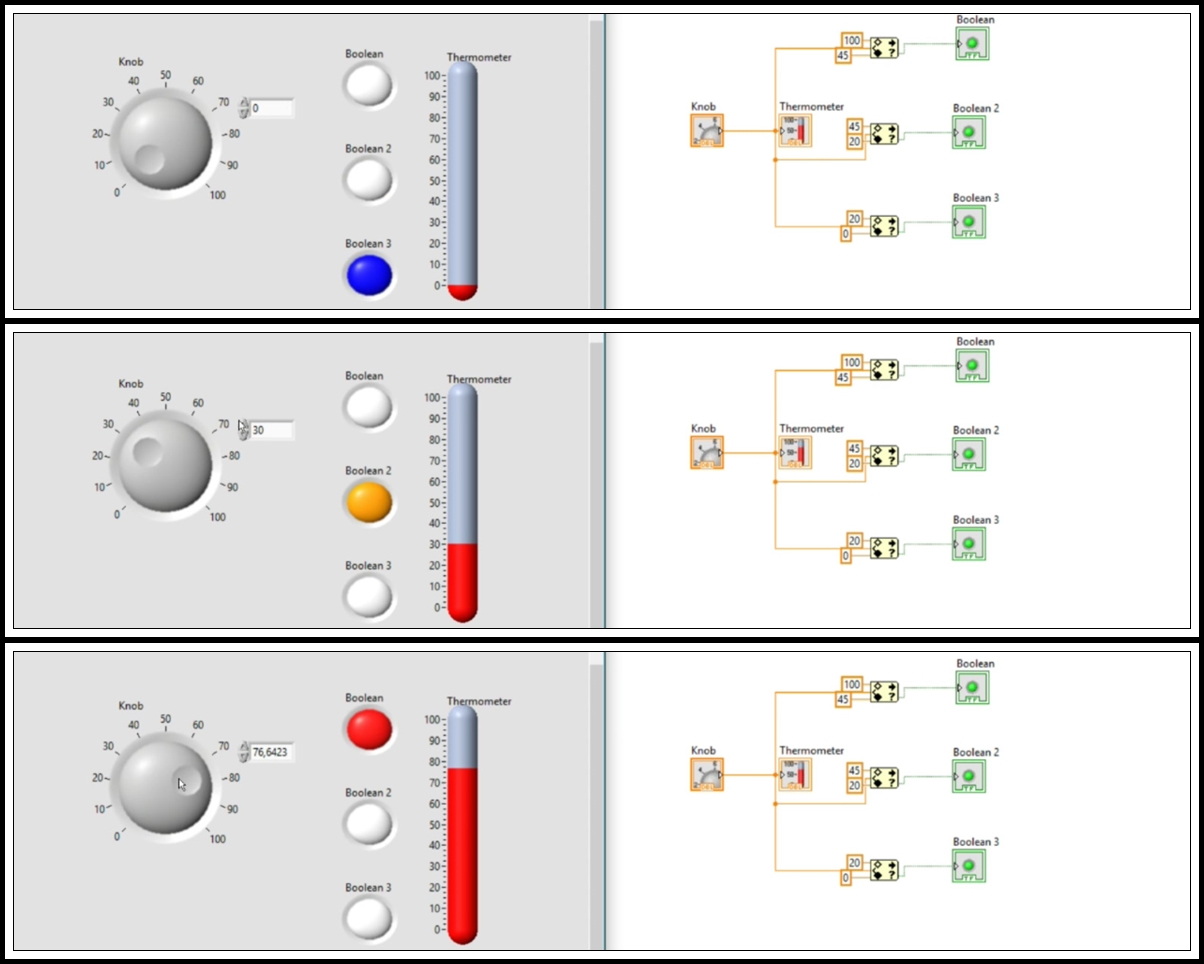 Knob
40 50 60
30 70
20 80
10 90
0 100
0
Boolean
Boolean 2
Boolean 3
Thermometer
100
90
80
70
60
50
40
30
20
10
0
Boolean
100
45
Knob
Thermometer
45
20
Boolean 2
20
0
Boolean 3
Knob
40 50 60
30 70
20 80
10 90
0 100
30
Boolean
Boolean 2
Boolean 3
Thermometer
100
90
80
70
60
50
40
30
20
10
0
Boolean
100
45
Knob
Thermometer
45
20
Boolean 2
20
0
Boolean 3
Knob
40 50 60
30 70
20 80
10 90
0 100
76,6423
Boolean
Boolean 2
Boolean 3
Thermometer
100
90
80
70
60
50
40
30
20
10
0
Boolean
100
45
Knob
Thermometer
45
20
Boolean 2
20
0
Boolean 3